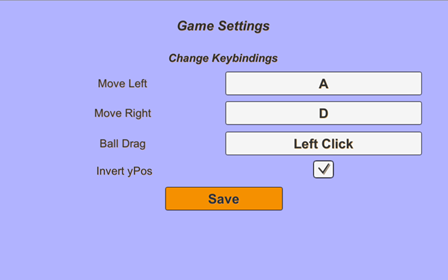 Game Settings
Change Keybindings
Move Left A
Move Right D
Ball Drag Left Click
Invert yPos
Save